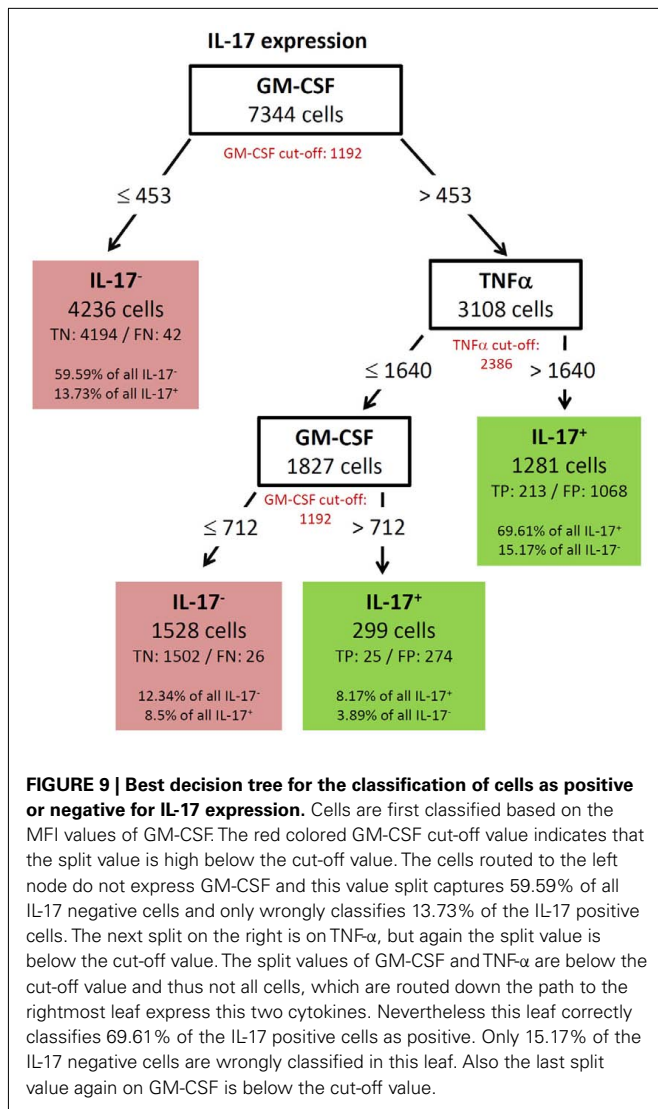 IL-17 expression
GM-CSF
7344 cells
GM-CSF cut-off: 1192
≤ 453
> 453
IL-17⁻
4236 cells
TN: 4194 / FN: 42
59.59% of all IL-17⁻
13.73% of all IL-17⁺
TNFα
3108 cells
TNFα cut-off:
2386
≤ 1640
> 1640
GM-CSF
1827 cells
GM-CSF cut-off:
1192
≤ 712
> 712
IL-17⁺
1281 cells
TP: 213 / FP: 1068
69.61% of all IL-17⁺
15.17% of all IL-17⁻
IL-17⁻
1528 cells
TN: 1502 / FN: 26
12.34% of all IL-17⁻
8.5% of all IL-17⁺
IL-17⁺
299 cells
TP: 25 / FP: 274
8.17% of all IL-17⁺
3.89% of all IL-17⁻
FIGURE 9 | Best decision tree for the classification of cells as positive
or negative for IL-17 expression. Cells are first classified based on the
MFI values of GM-CSF. The red colored GM-CSF cut-off value indicates that
the split value is high below the cut-off value. The cells routed to the left
node do not express GM-CSF and this value split captures 59.59% of all
IL-17 negative cells and only wrongly classifies 13.73% of the IL-17 positive
cells. The next split on the right is on TNF-α, but again the split value is
below the cut-off value. The split values of GM-CSF and TNF-α are below the
cut-off value and thus not all cells, which are routed down the path to the
rightmost leaf express this two cytokines. Nevertheless this leaf correctly
classifies 69.61% of the IL-17 positive cells as positive. Only 15.17% of the
IL-17 negative cells are wrongly classified in this leaf. Also the last split
value again on GM-CSF is below the cut-off value.